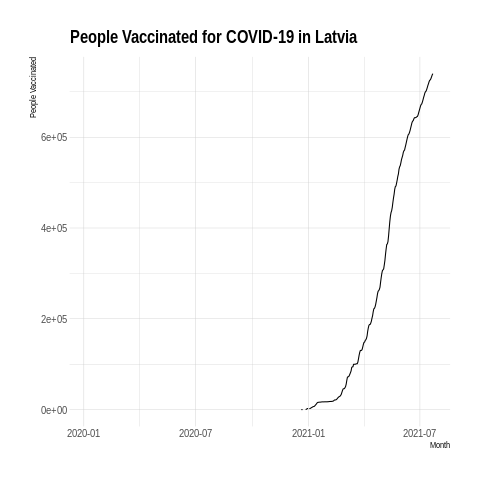 People Vaccinated for COVID-19 in Latvia
People Vaccinated
6e+05
4e+05
2e+05
0e+00
2020-01 2020-07 2021-01 2021-07
Month